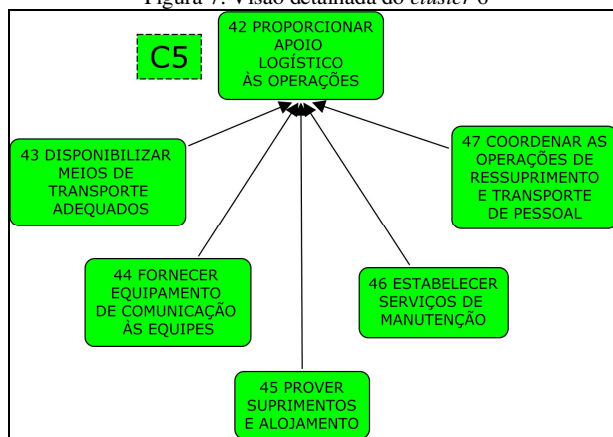 Figura 7: Visão detalhada do cluster 6
C5
42 PROPORCIONAR
APOIO
LOGÍSTICO
ÀS OPERAÇÕES
43 DISPONIBILIZAR
MEIOS DE
TRANSPORTE
ADEQUADOS
47 COORDENAR AS
OPERAÇÕES DE
RESSUPRIMENTO
E TRANSPORTE
DE PESSOAL
44 FORNECER
EQUIPAMENTO
DE COMUNICAÇÃO
ÀS EQUIPES
46 ESTABELECER
SERVIÇOS DE
MANUTENÇÃO
45 PROVER
SUPRIMENTOS
E ALOJAMENTO